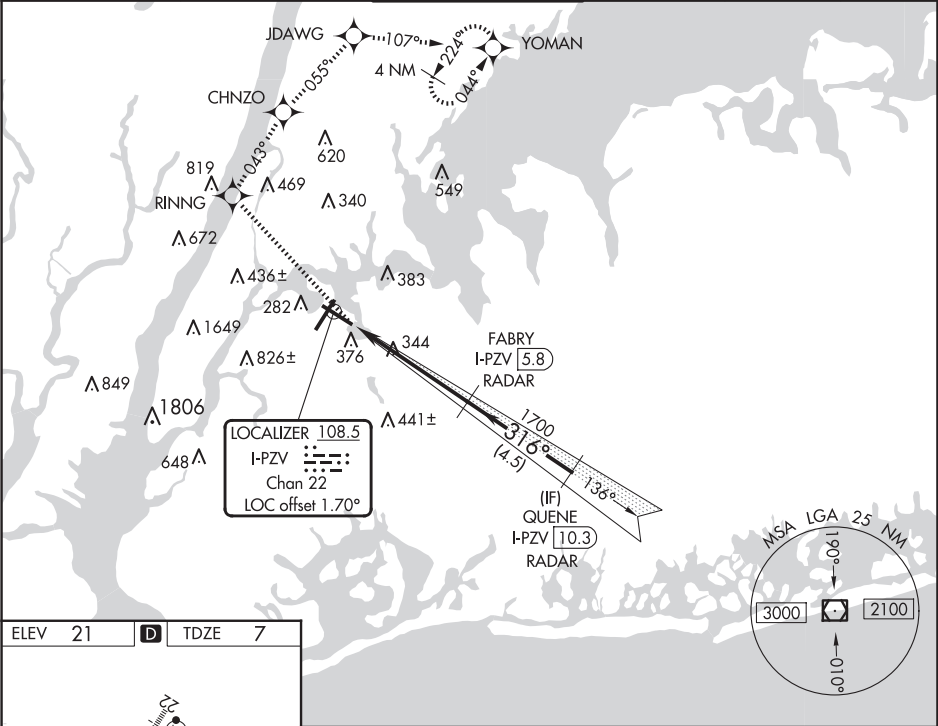 JDAWG
107°
224°
YOMAN
4 NM
044°
055°
CHNZO
043°
620
819
469
549
RINNG
340
672
436±
383
282
1649
376
344
FABRY
I-PZV 5.8
RADAR
826±
849
1806
441±
1700
316°
(4.5)
136°
LOCALIZER 108.5
I-PZV
Chan 22
LOC offset 1.70°
648
(IF)
QUENE
I-PZV 10.3
RADAR
MSA LGA 25 NM
190°
3000
2100
010°
ELEV 21 D TDZE 7
22